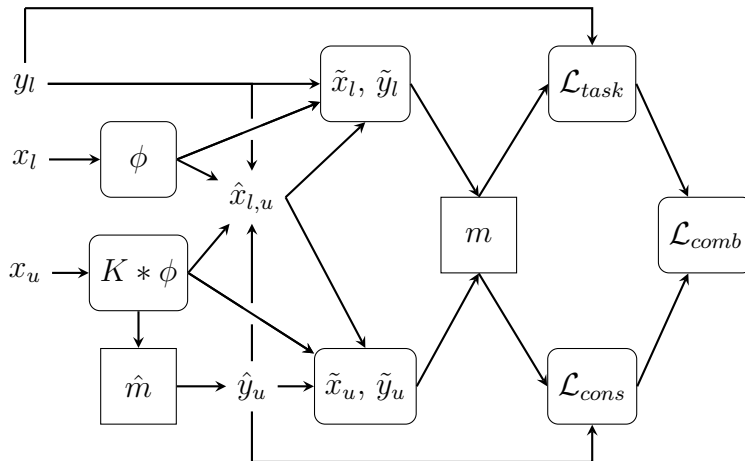 y_l
x̃_l, ỹ_l
ℒ_task
x_l
ϕ
x̂_{l,u}
m
ℒ_comb
x_u
K ∗ ϕ
m̂
ŷ_u
x̃_u, ỹ_u
ℒ_cons